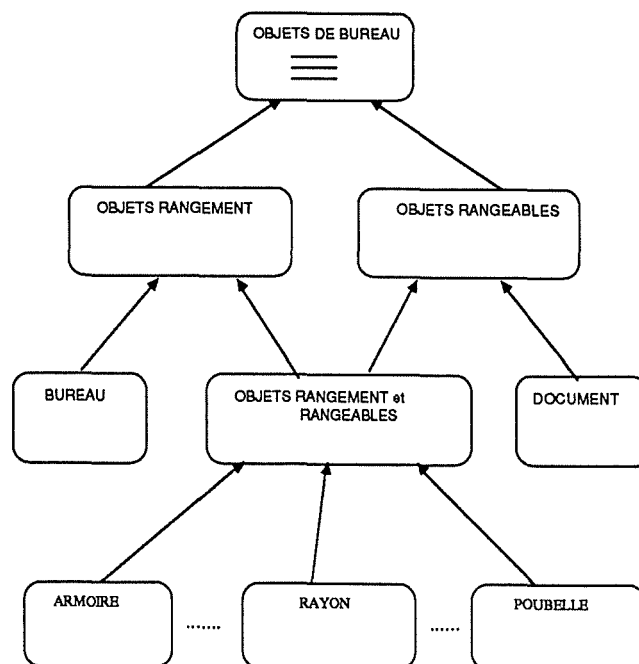 OBJETS DE BUREAU
OBJETS RANGEMENT
OBJETS RANGEABLES
BUREAU
OBJETS RANGEMENT et
RANGEABLES
DOCUMENT
ARMOIRE
.......
RAYON
......
POUBELLE